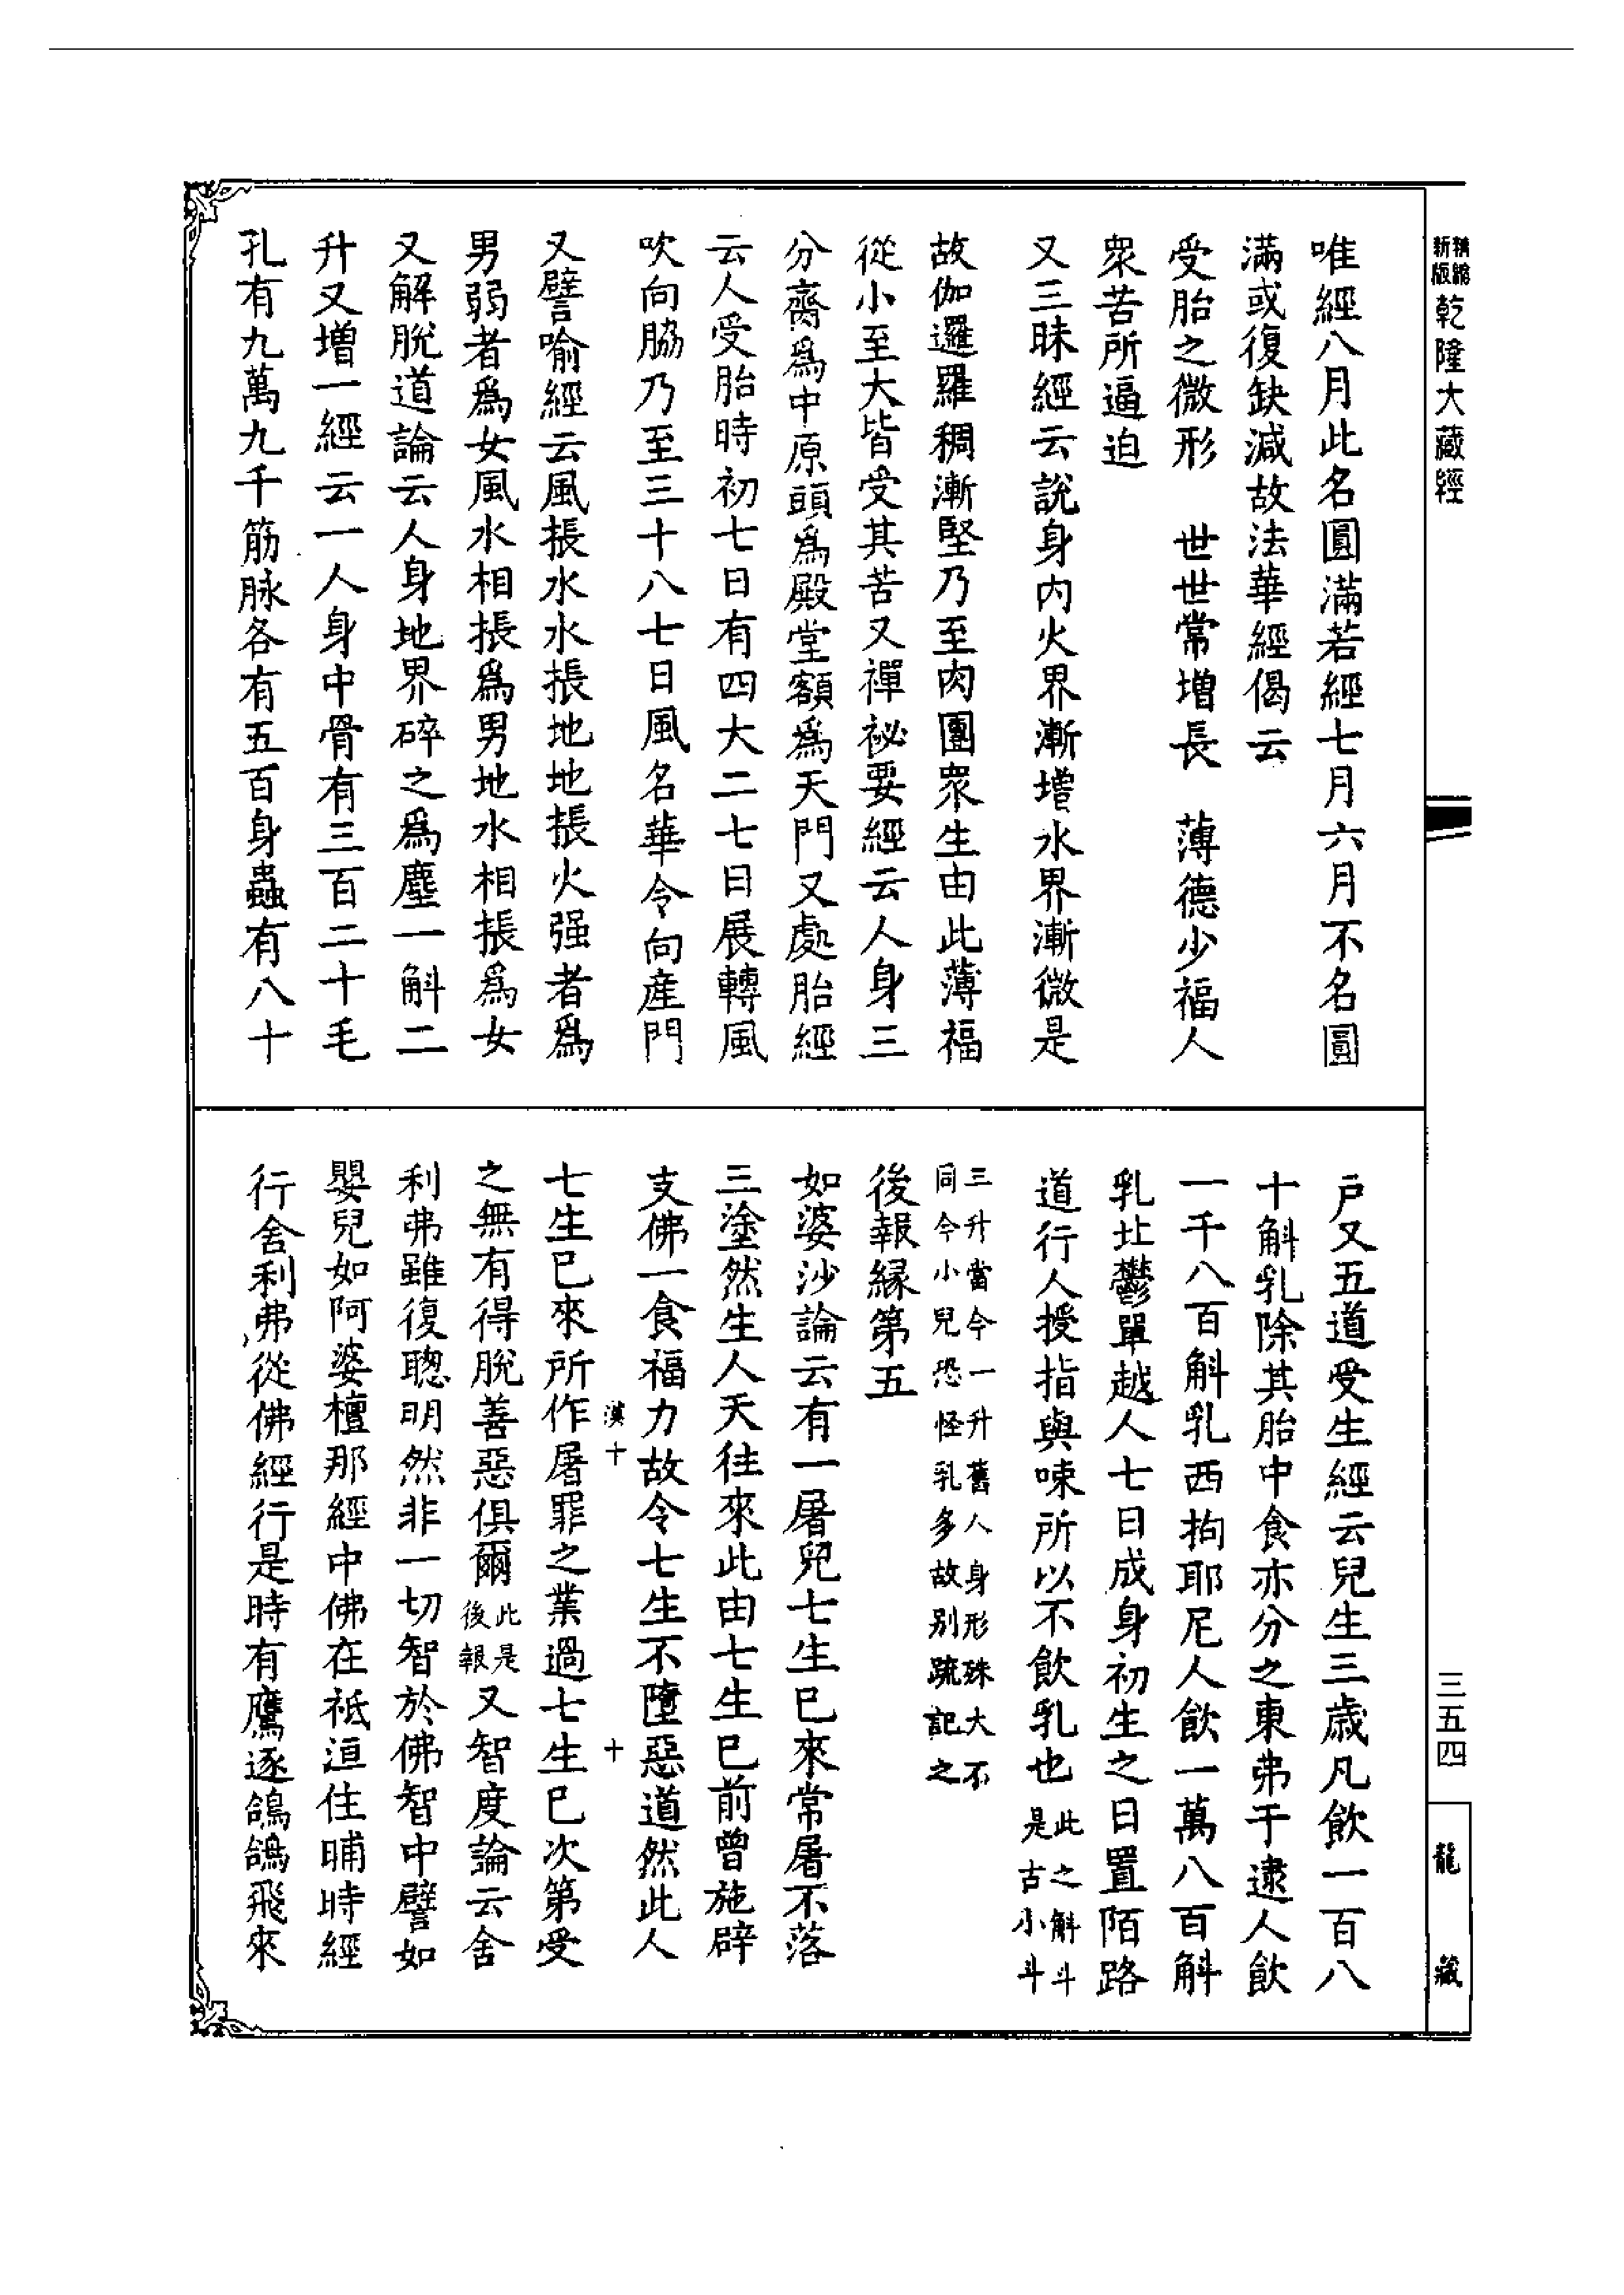 精縮新版 乾隆大藏經
唯經八月此名圓滿若經七月六月不名圓
滿或復缺減故法華經偈云
受胎之微形　世世常增長　薄德少福人
衆苦所逼迫
又三昧經云說身內火界漸增水界漸微是
故伽邏羅稠漸堅乃至肉團衆生由此薄福
從小至大皆受其苦又禪祕要經云人身三
分齋爲中原頭爲殿堂額爲天門又處胎經
云人受胎時初七日有四大二七日展轉風
吹向脇乃至三十八七日風名華令向產門
又譬喻經云風掁水水掁地地掁火强者爲
男弱者爲女風水相掁爲男地水相掁爲女
又解脫道論云人身地界碎之爲塵一斛二
升又增一經云一人身中骨有三百二十毛
孔有九萬九千筋脉各有五百身蟲有八十
戶又五道受生經云兒生三歲凡飲一百八
十斛乳除其胎中食亦分之東弗于逮人飲
一千八百斛乳西拘耶尼人飲一萬八百斛
乳北鬱單越人七日成身初生之日置陌路
道行人授指與㖨所以不飲乳也此之斛斗是古小斗
三升當今一升舊人身形殊大不
同今小兒恐怪乳多故別疏記之
後報緣第五
如婆沙論云有一屠兒七生已來常屠不落
三塗然生人天往來此由七生已前曾施辟
支佛一食福力故令七生不墮惡道然此人
漢十　十
七生已來所作屠罪之業過七生已次第受
之無有得脫善惡俱爾此是後報又智度論云舍
利弗雖復聰明然非一切智於佛智中譬如
嬰兒如阿婆檀那經中佛在祗洹住晡時經
行舍利弗從佛經行是時有鷹逐鴿鴿飛來
三五四
龍藏